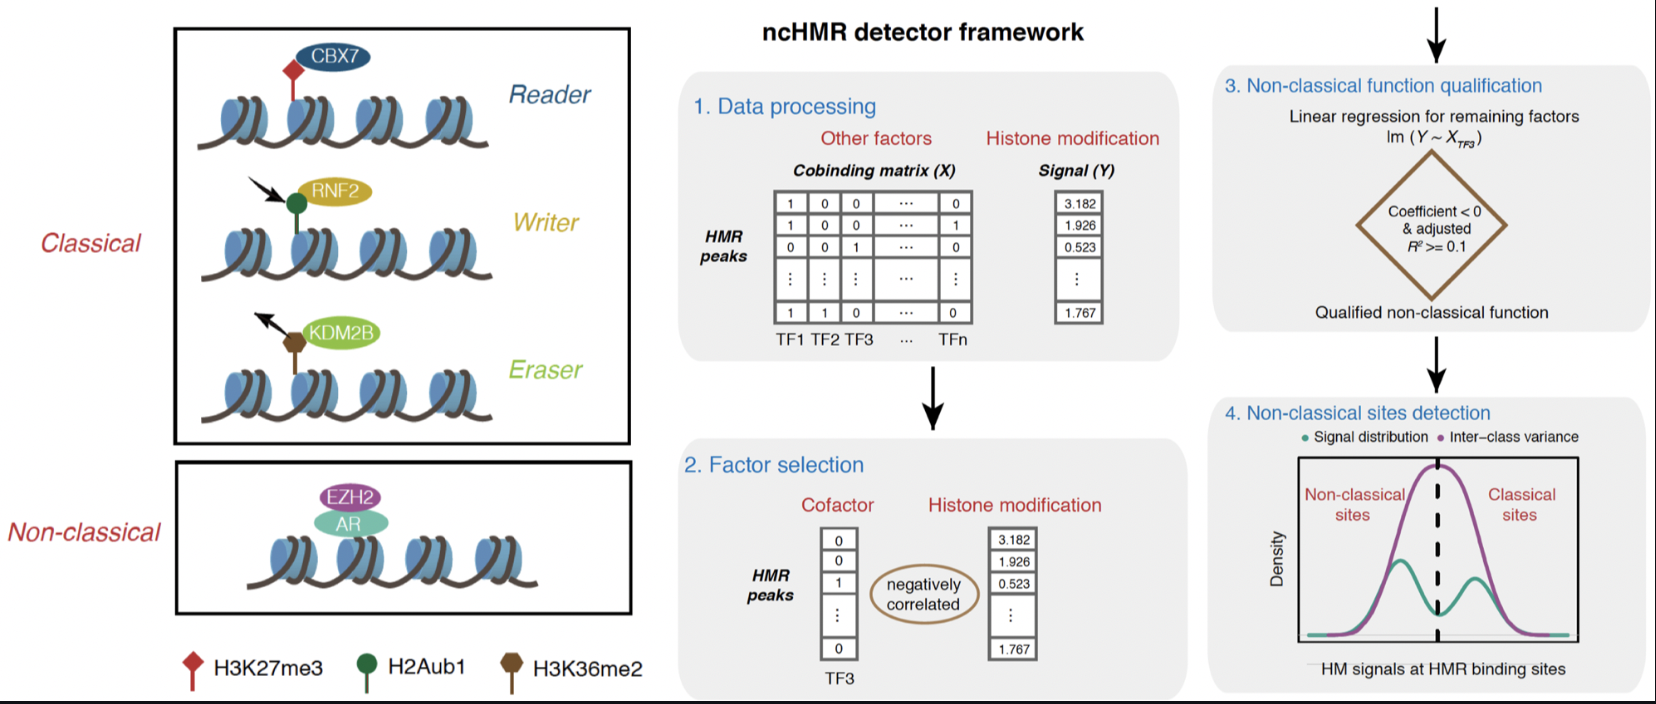 CBX7
Reader
RNF2
Writer
Classical
KDM2B
Eraser
EZH2
AR
Non-classical
H3K27me3
H2Aub1
H3K36me2
ncHMR detector framework
1. Data processing
Other factors
Histone modification
Cobinding matrix (X)
Signal (Y)
HMR
peaks
1 0 0 ... 0
1 0 0 ... 1
0 0 1 ... 0
⋮ ⋮ ⋮ ... ⋮
1 1 0 ... 0
3.182
1.926
0.523
⋮
1.767
TF1 TF2 TF3 ... TFn
2. Factor selection
Cofactor
Histone modification
HMR
peaks
0
0
1
⋮
0
negatively
correlated
3.182
1.926
0.523
⋮
1.767
TF3
3. Non-classical function qualification
Linear regression for remaining factors
lm (Y ~ X_TF3)
Coefficient < 0
& adjusted
R² >= 0.1
Qualified non-classical function
4. Non-classical sites detection
Signal distribution
Inter-class variance
Non-classical
sites
Classical
sites
Density
HM signals at HMR binding sites